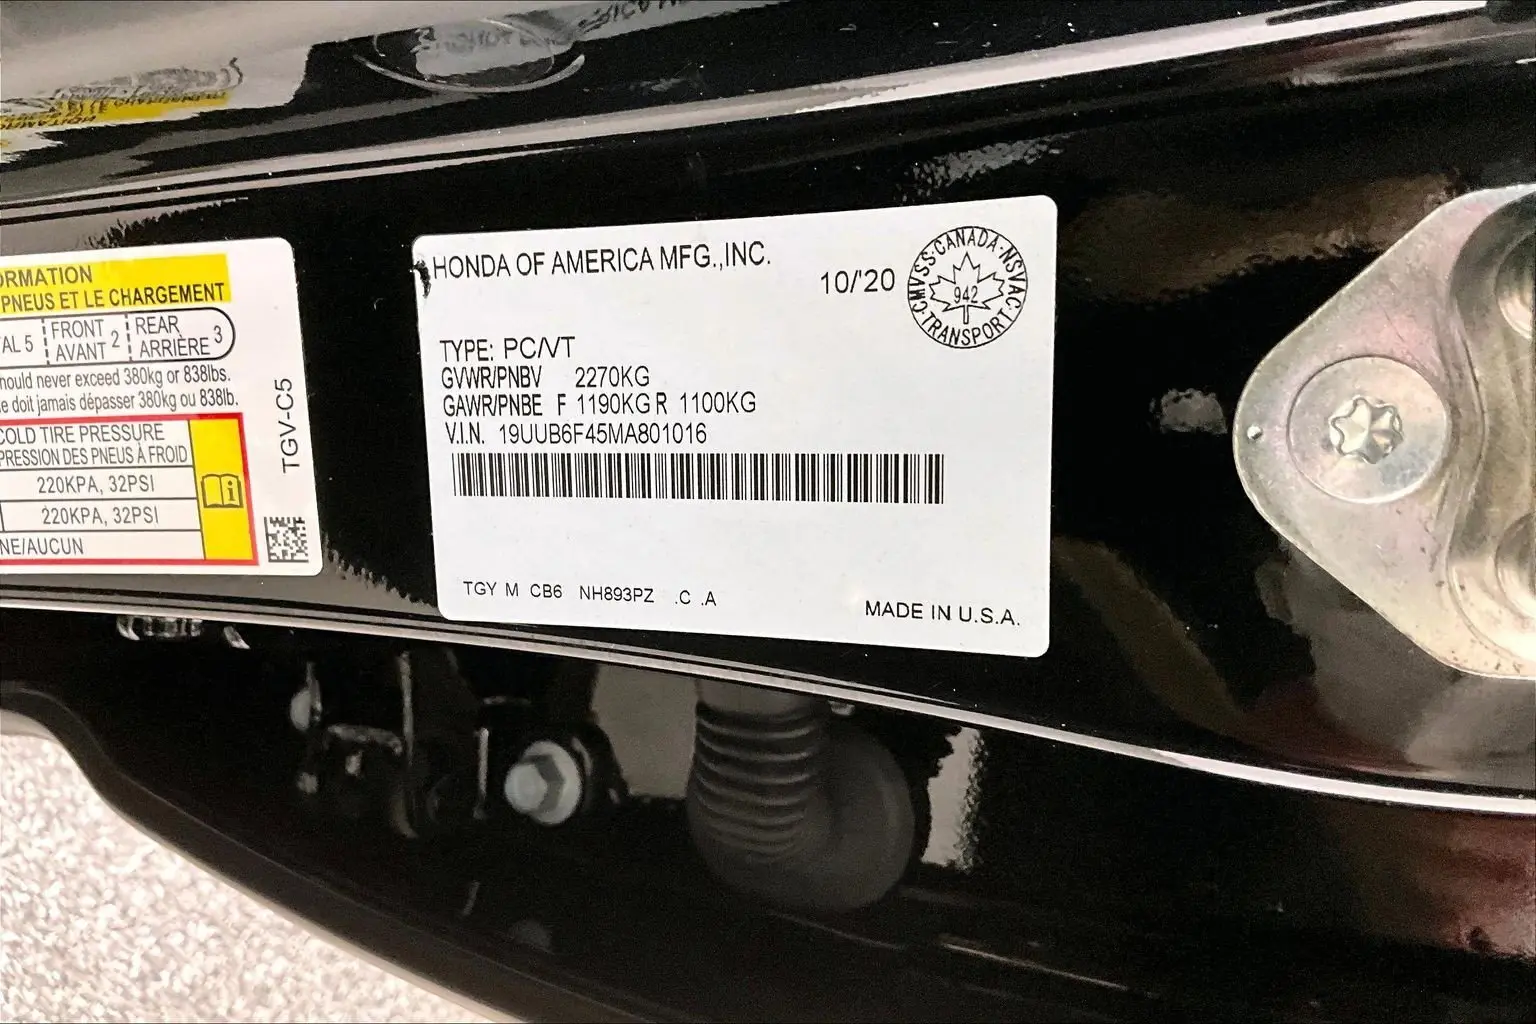 ORMATION
PNEUS ET LE CHARGEMENT
AL 5 FRONT AVANT 2 REAR ARRIÈRE 3
hould never exceed 380kg or 838lbs.
e doit jamais dépasser 380kg ou 838lb.
COLD TIRE PRESSURE
PRESSION DES PNEUS À FROID
220KPA, 32PSI
220KPA, 32PSI
NE/AUCUN
TGV-C5
HONDA OF AMERICA MFG.,INC.
10/'20
CMVSS·CANADA·NSVAC·TRANSPORT·
942
TYPE: PC/VT
GVWR/PNBV 2270KG
GAWR/PNBE F 1190KG R 1100KG
V.I.N. 19UUB6F45MA801016
TGY M CB6 NH893PZ .C .A
MADE IN U.S.A.